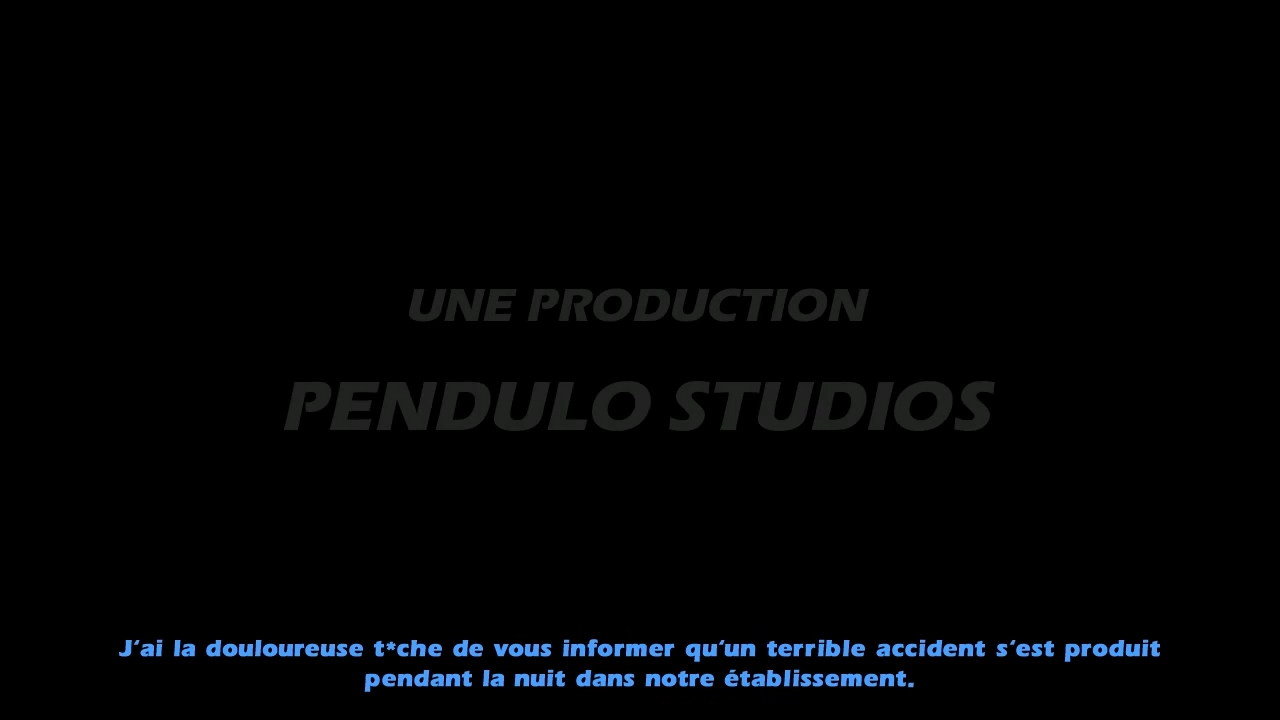 UNE PRODUCTION
PENDULO STUDIOS
J'ai la douloureuse t*che de vous informer qu'un terrible accident s'est produit
pendant la nuit dans notre établissement.